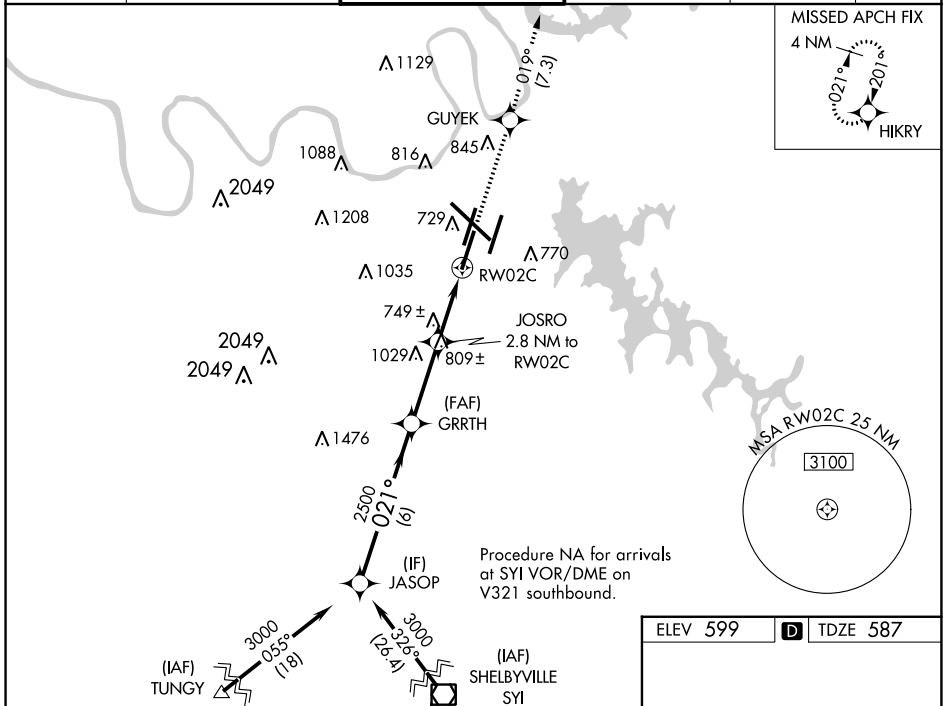 MISSED APCH FIX
4 NM
021°
201°
HIKRY
1129
019°
(7.3)
GUYEK
845
1088
816
2049
1208
729
770
1035
RW02C
749±
JOSRO
2.8 NM to
RW02C
1029
809±
2049
2049
(FAF)
GRRTH
1476
MSA RW02C 25 NM
3100
2500
021°
(6)
(IF)
JASOP
Procedure NA for arrivals
at SYI VOR/DME on
V321 southbound.
3000
055°
(18)
3000
326°
(26.4)
(IAF)
TUNGY
(IAF)
SHELBYVILLE
SYI
ELEV 599 D TDZE 587